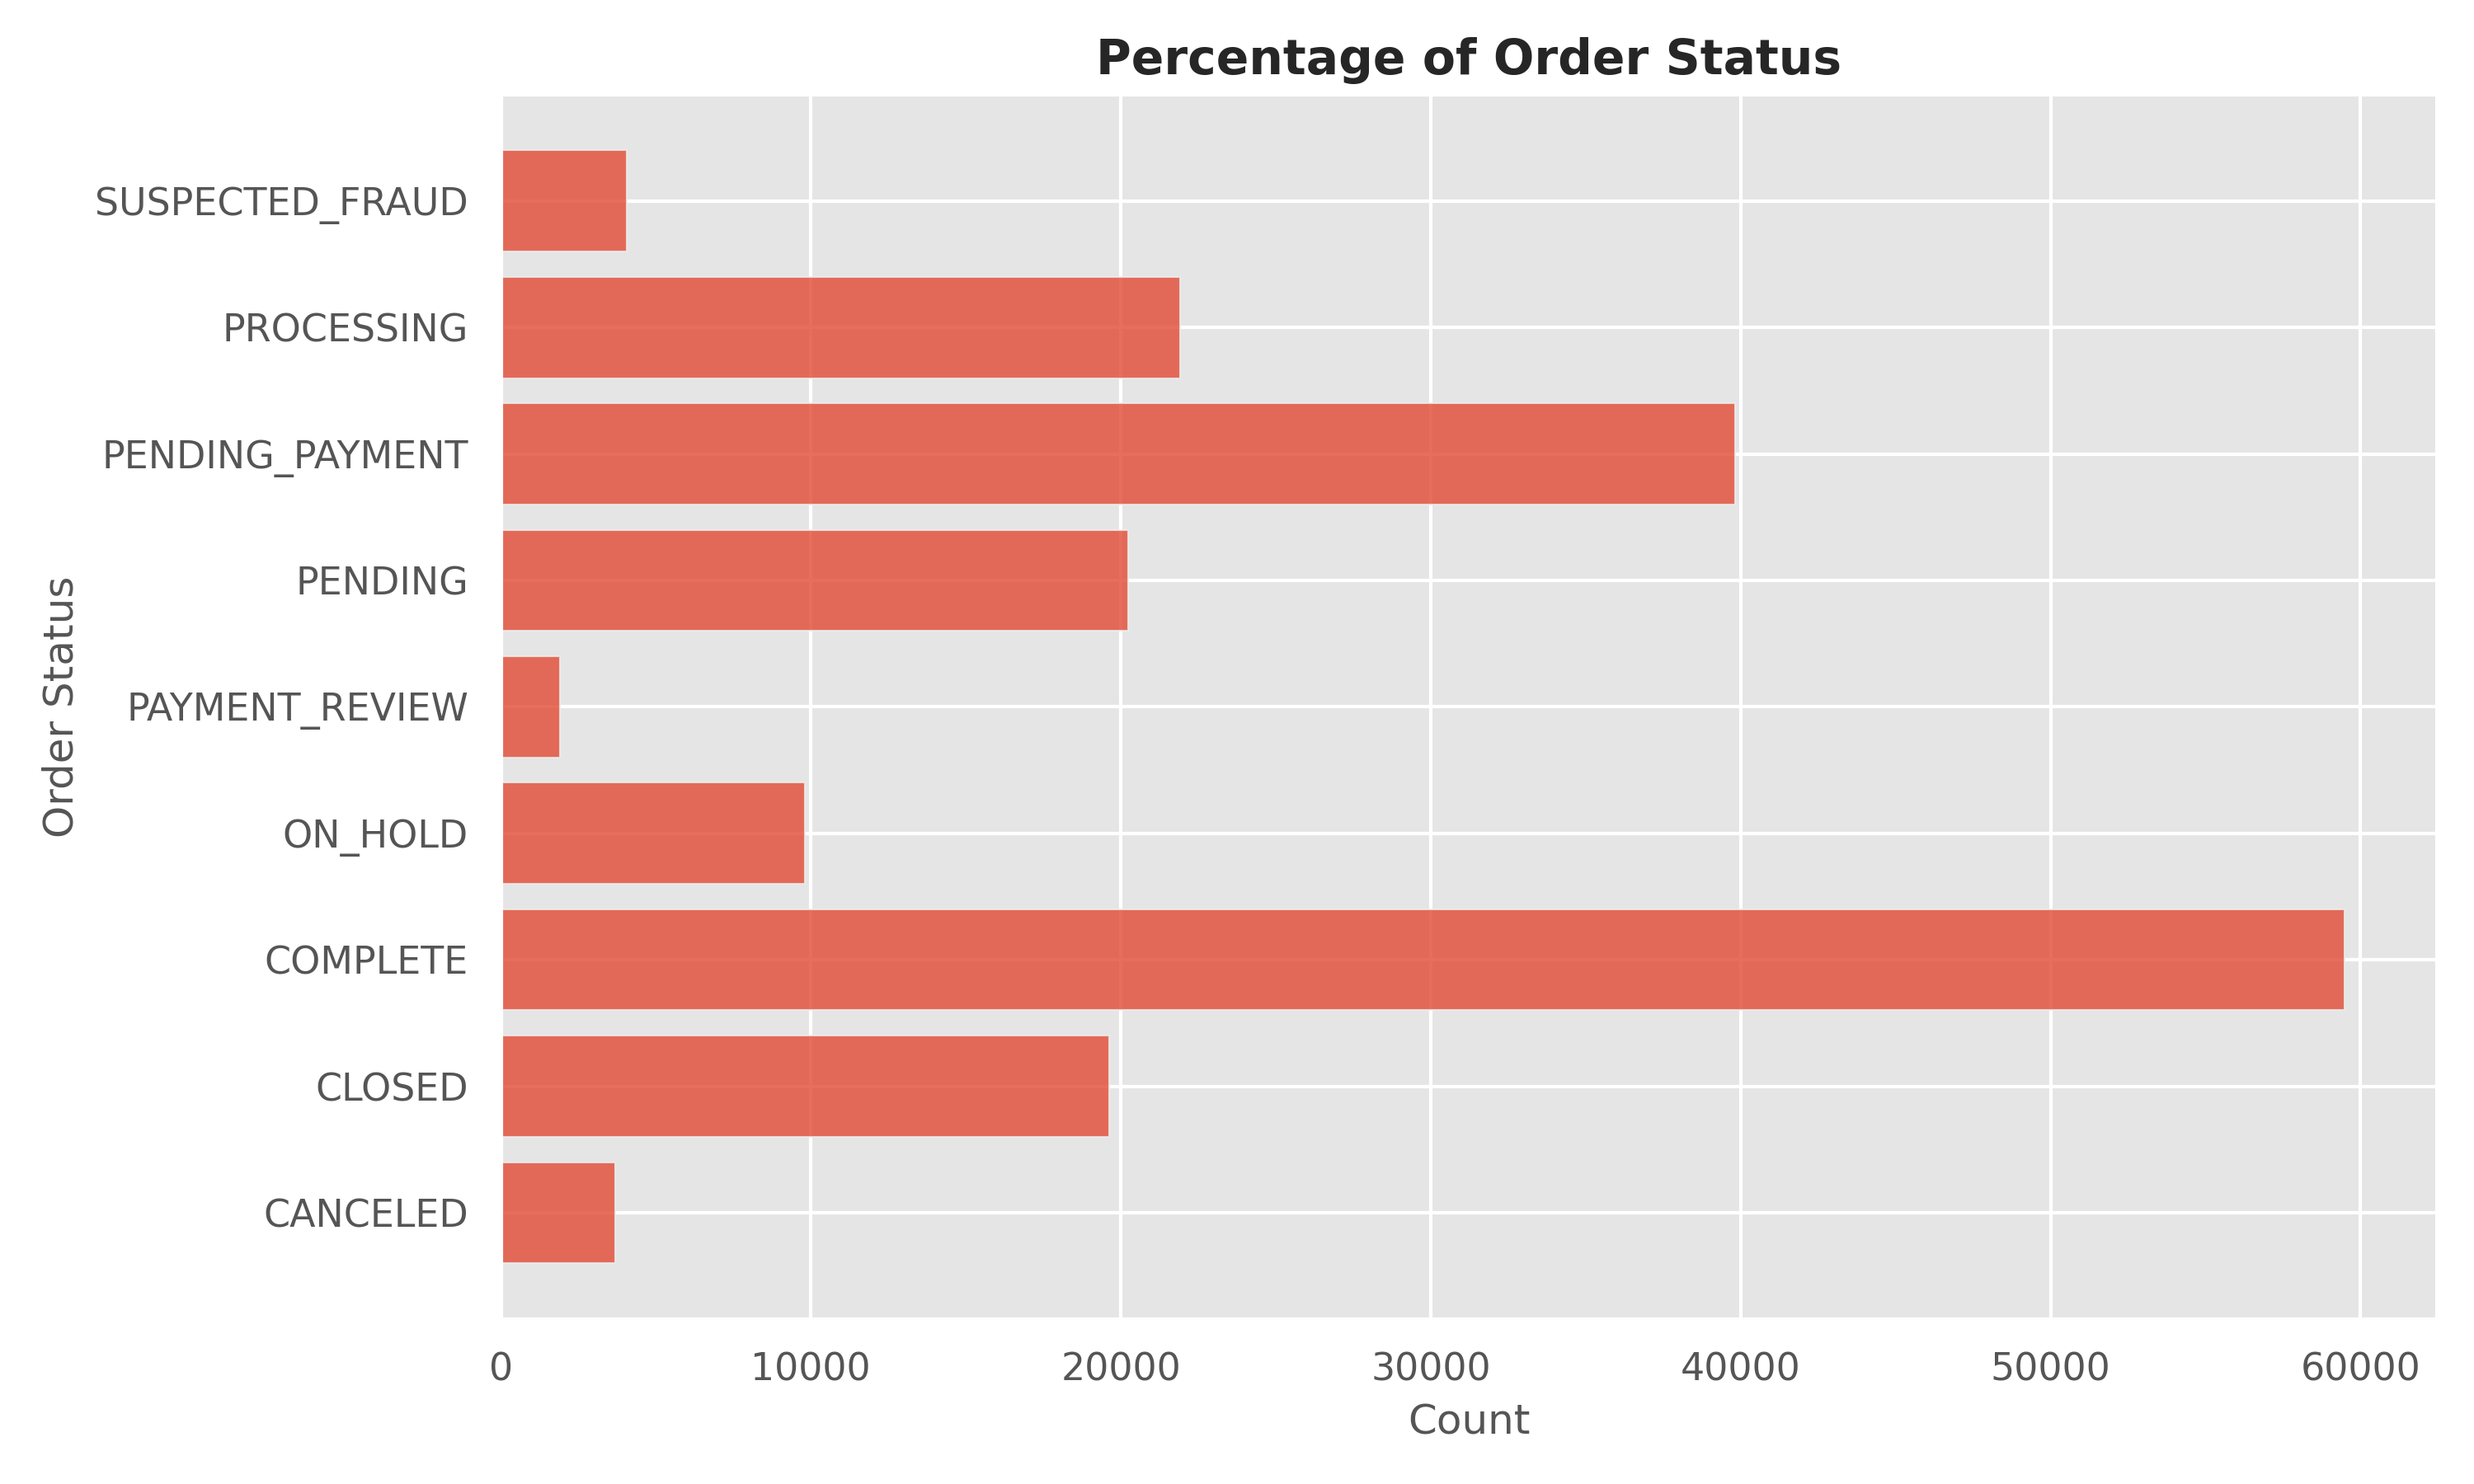 Percentage of Order Status
SUSPECTED_FRAUD
PROCESSING
PENDING_PAYMENT
PENDING
PAYMENT_REVIEW
ON_HOLD
COMPLETE
CLOSED
CANCELED
Order Status
0 10000 20000 30000 40000 50000 60000
Count